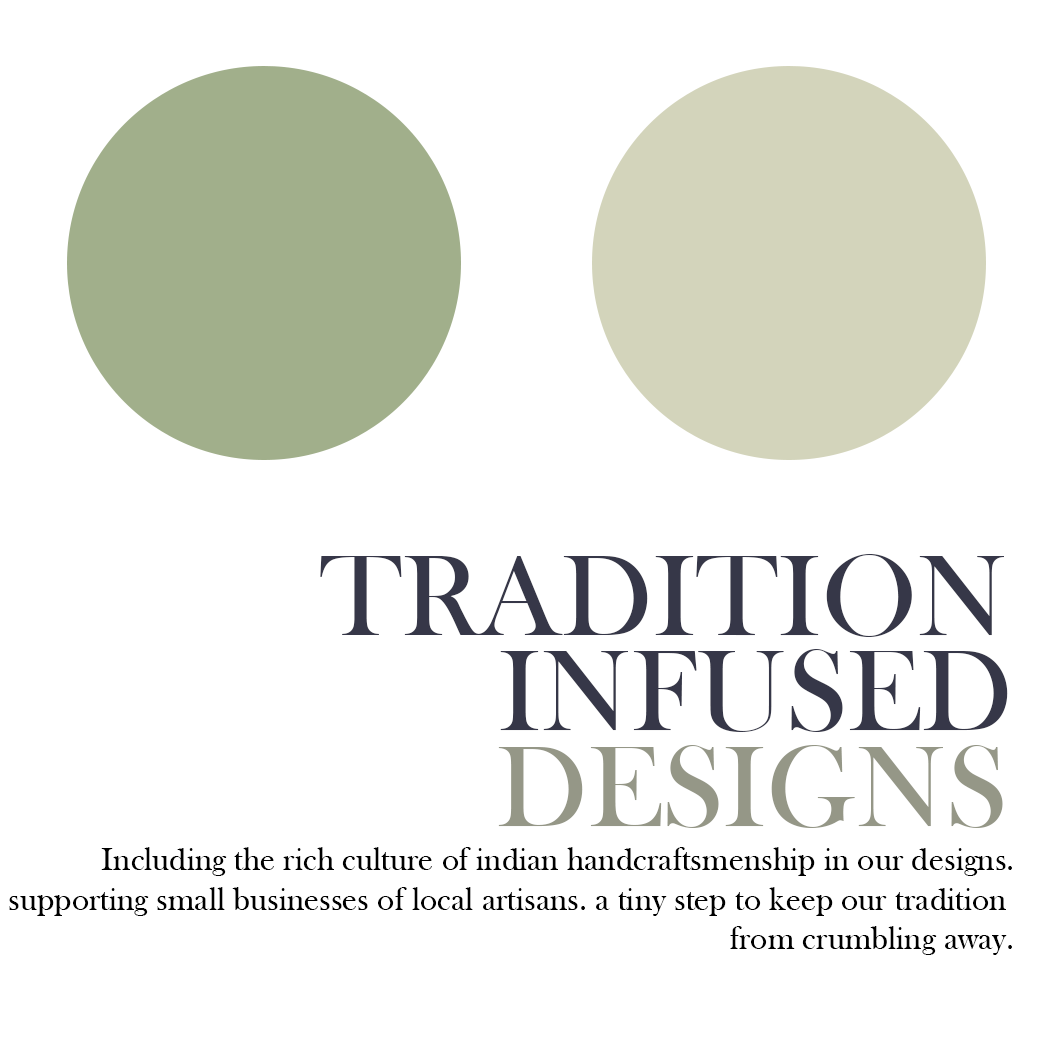 TRADITION
INFUSED
DESIGNS
Including the rich culture of indian handcraftsmenship in our designs.
supporting small businesses of local artisans. a tiny step to keep our tradition
from crumbling away.